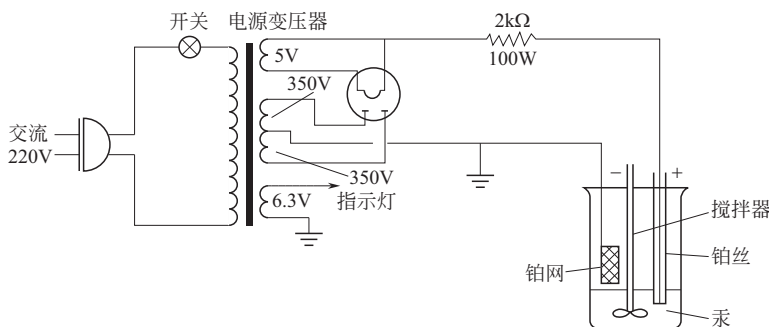 开关
电源变压器
2kΩ
100W
5V
350V
交流
220V
350V
6.3V
指示灯
−
+
搅拌器
铂网
铂丝
汞